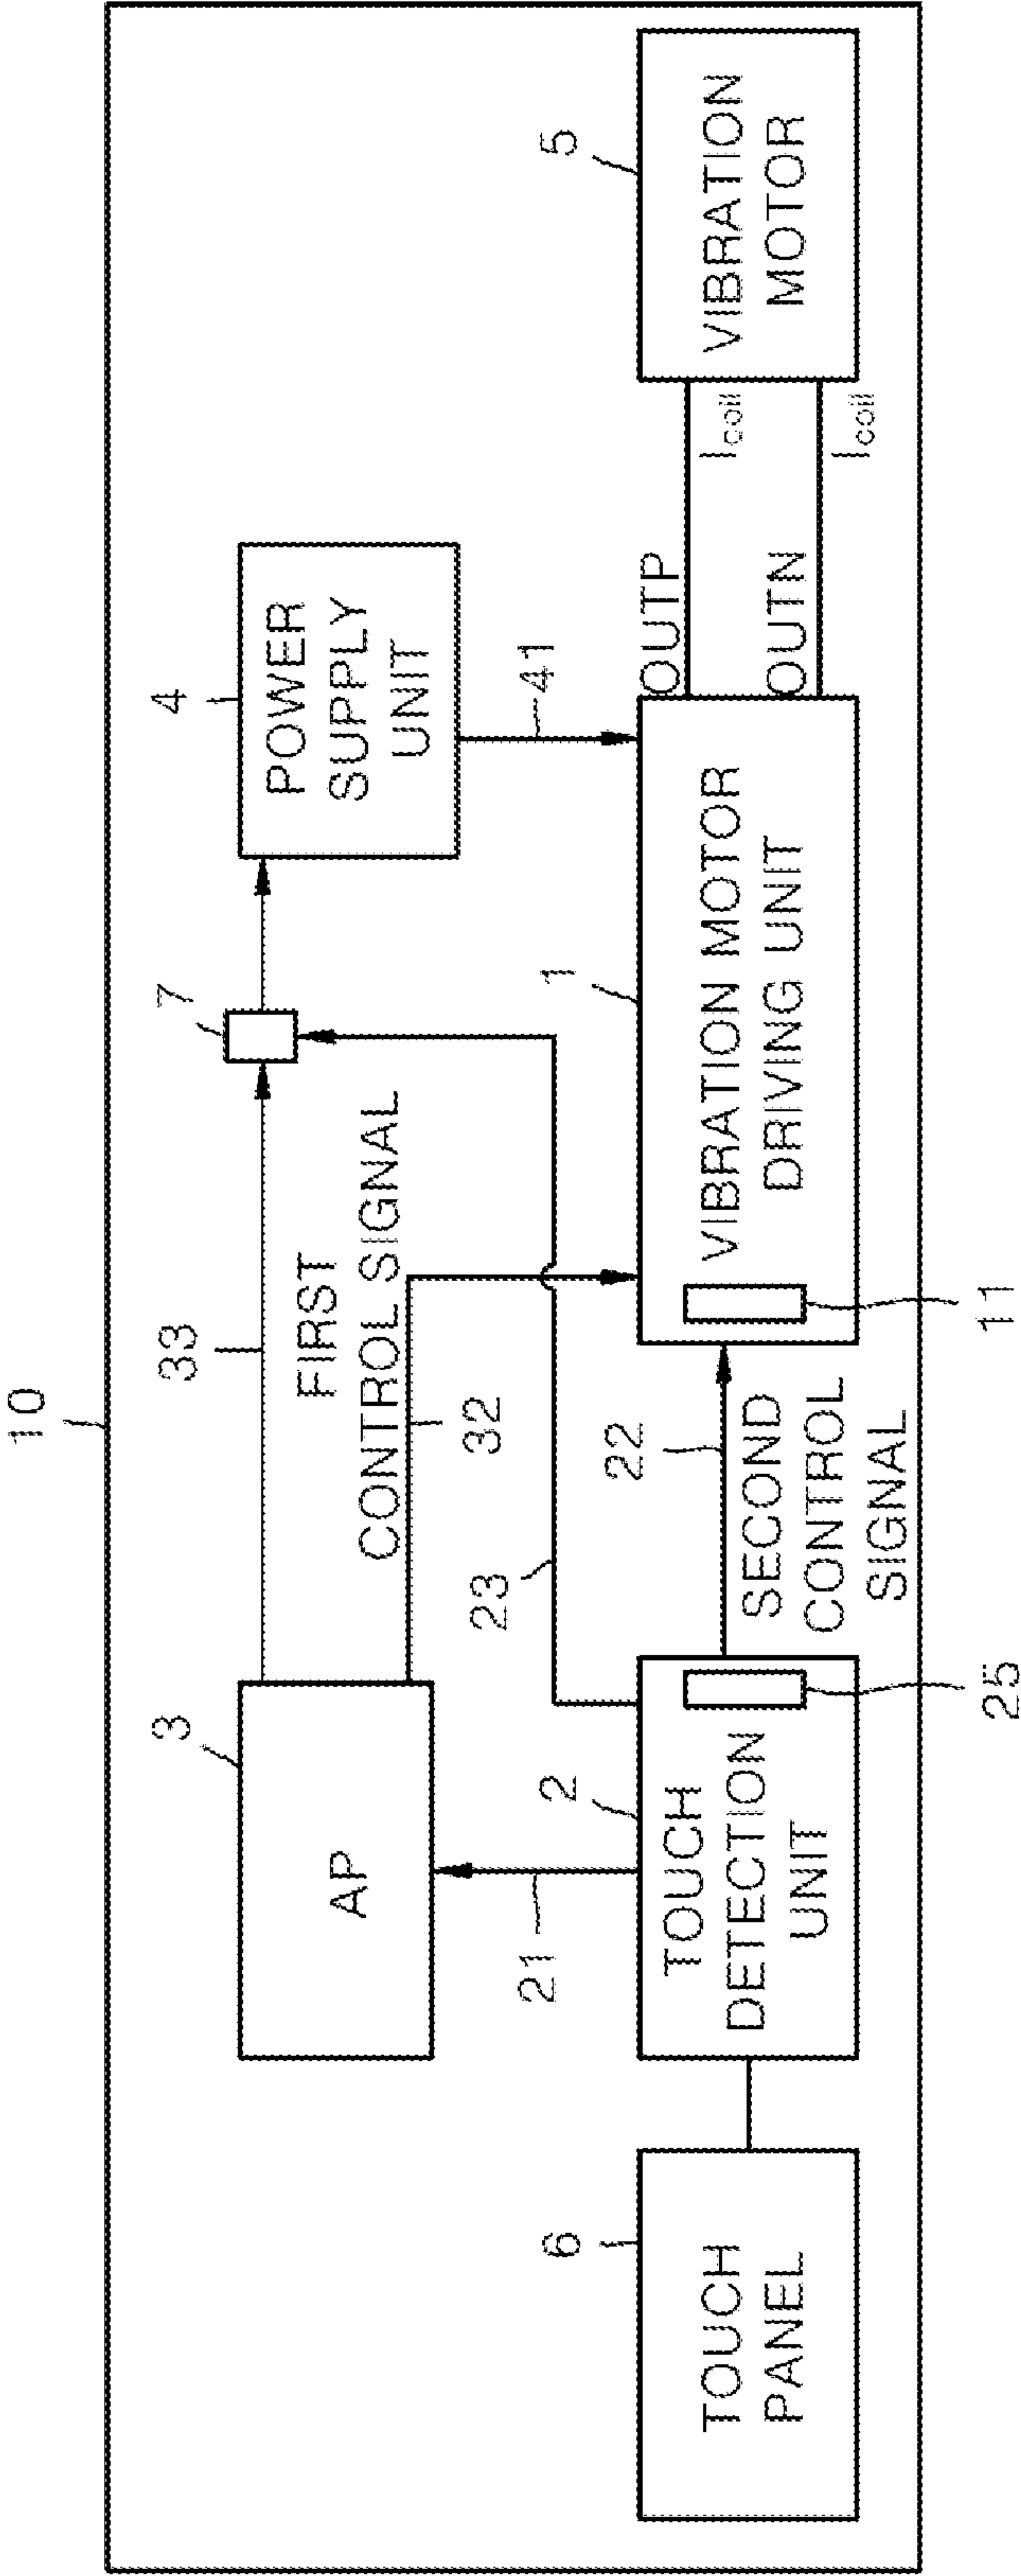 10
33
7
4
POWER
SUPPLY
UNIT
3
AP
FIRST
CONTROL SIGNAL
32
23
21
41
5
VIBRATION
MOTOR
OUTP
Icoil
OUTN
Icoil
1
VIBRATION MOTOR
DRIVING UNIT
11
22
SECOND
CONTROL
SIGNAL
2
TOUCH
DETECTION
UNIT
25
6
TOUCH
PANEL